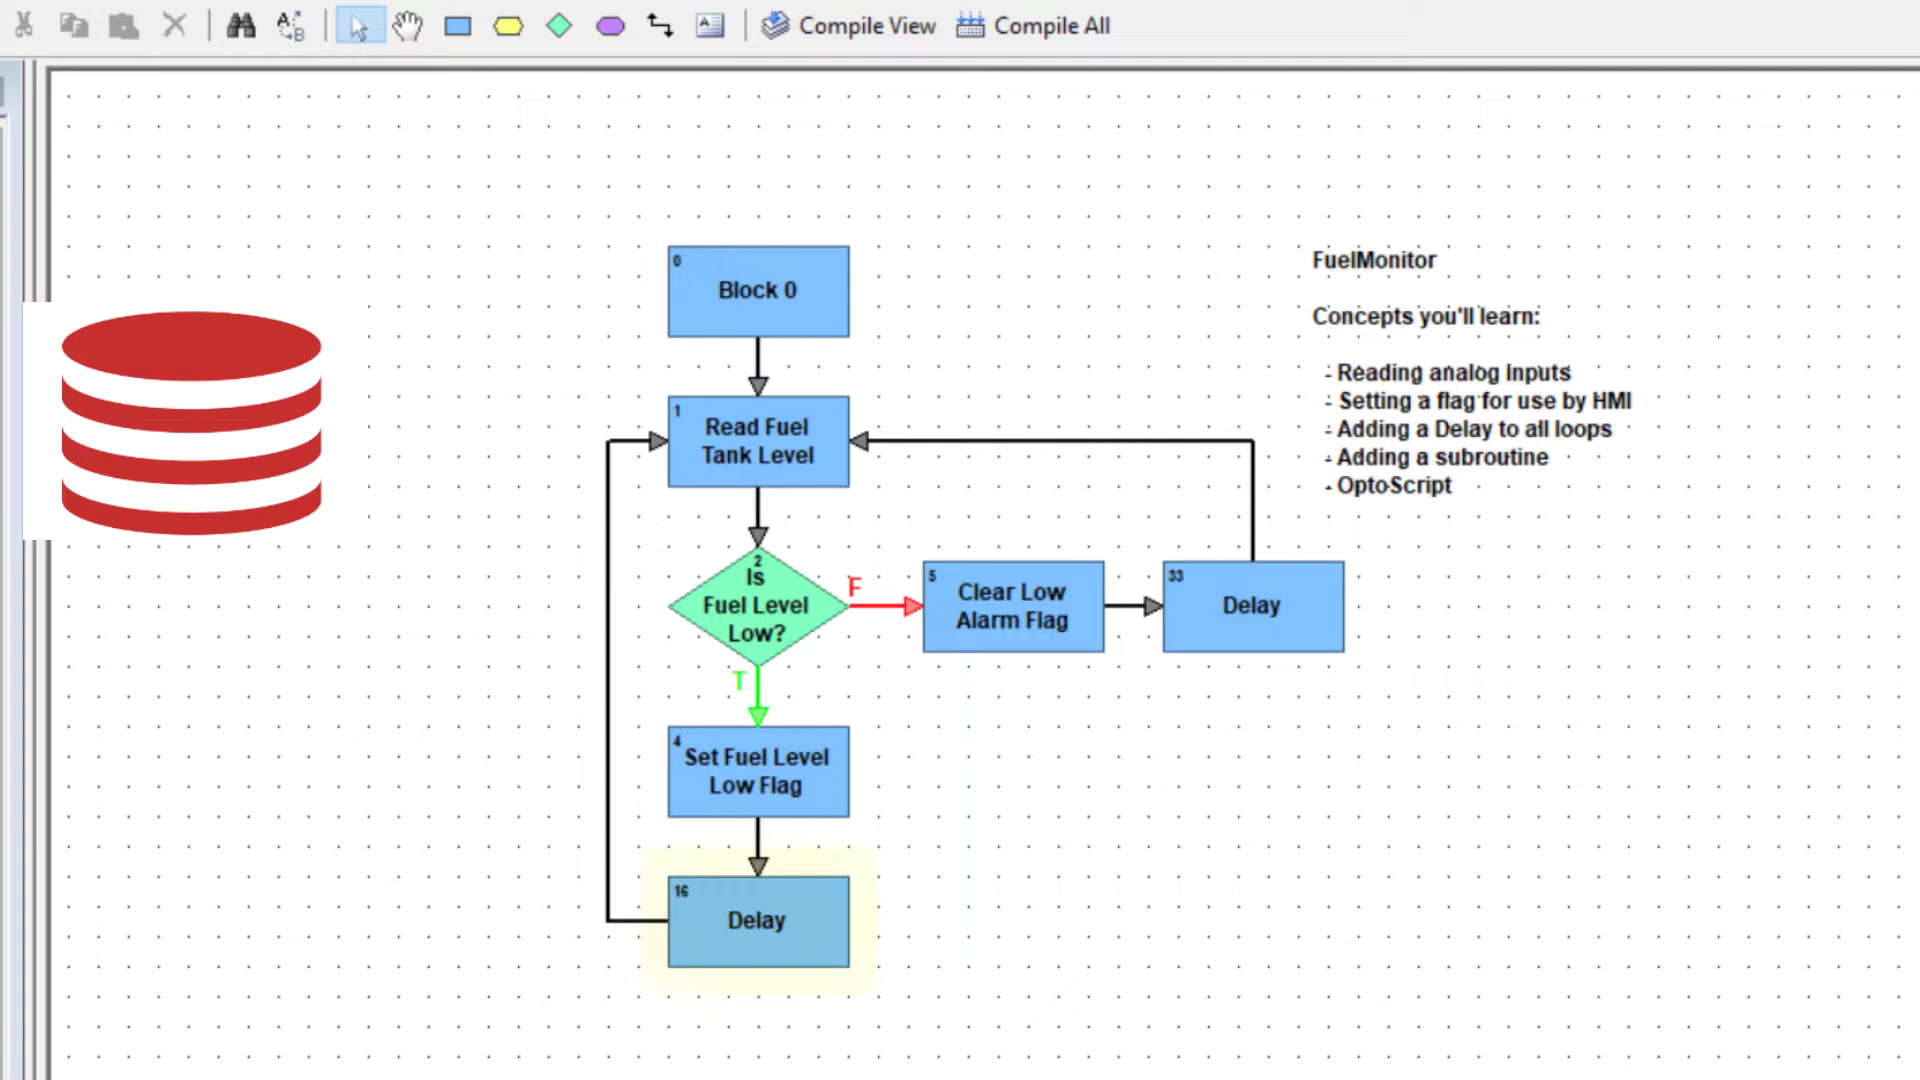 A
B
A
Compile View
Compile All
0
Block 0
1
Read Fuel
Tank Level
2
Is
Fuel Level
Low?
F
T
5
Clear Low
Alarm Flag
33
Delay
4
Set Fuel Level
Low Flag
16
Delay
FuelMonitor
Concepts you'll learn:
- Reading analog inputs
- Setting a flag for use by HMI
- Adding a Delay to all loops
- Adding a subroutine
- OptoScript